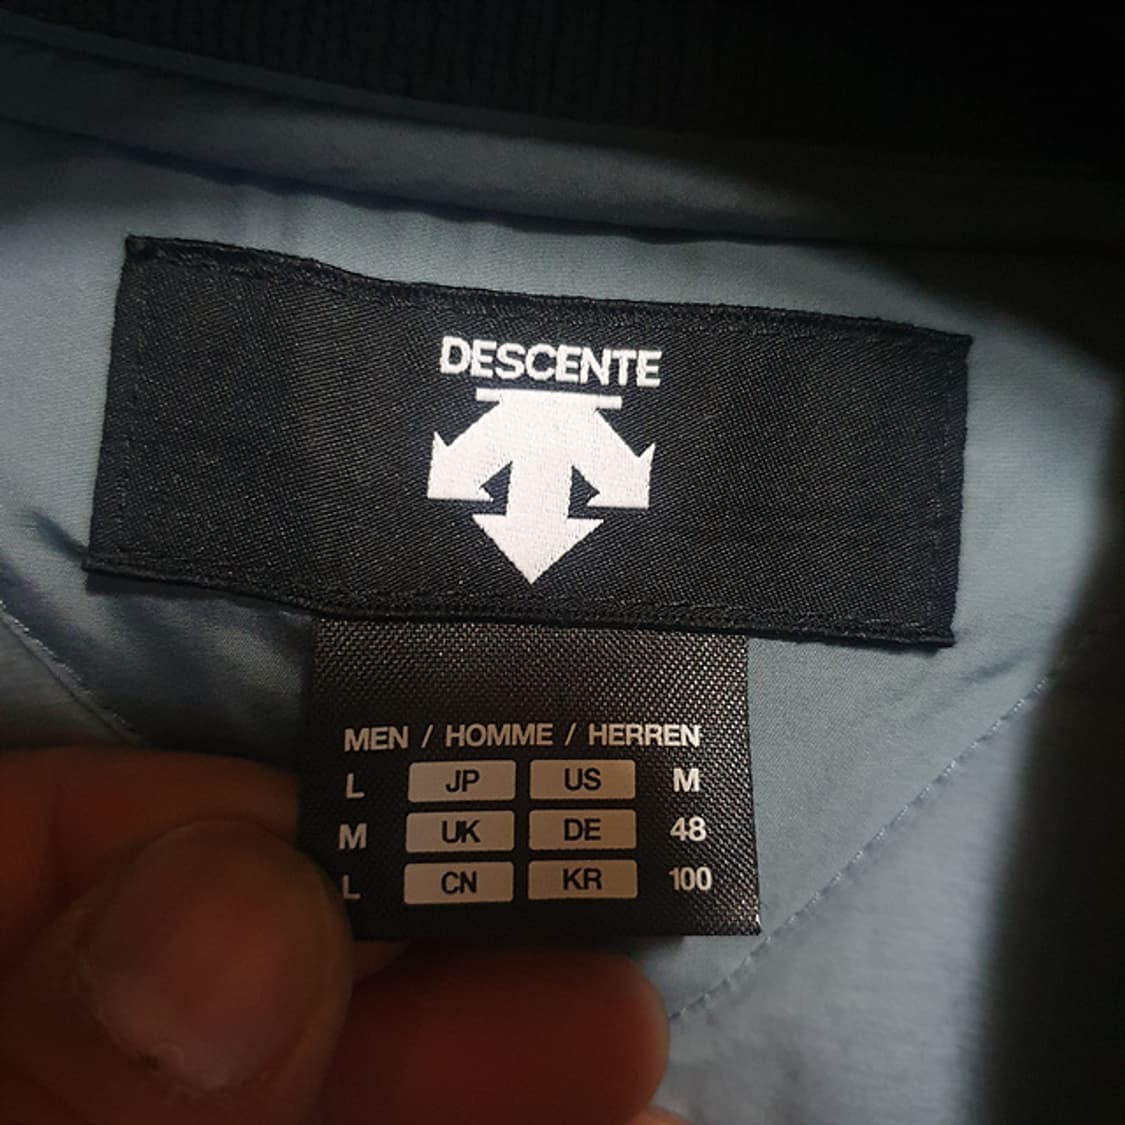 DESCENTE
MEN / HOMME / HERREN
L JP US M
M UK DE 48
L CN KR 100